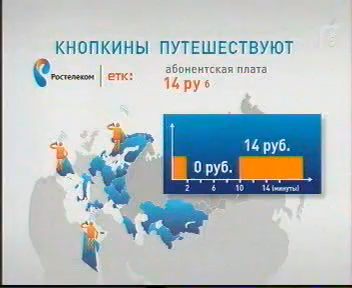 КНОПКИНЫ ПУТЕШЕСТВУЮТ
Ростелеком етк:
абонентская плата
14 ру б
14 руб.
0 руб.
2 6 10 14 (минуты)